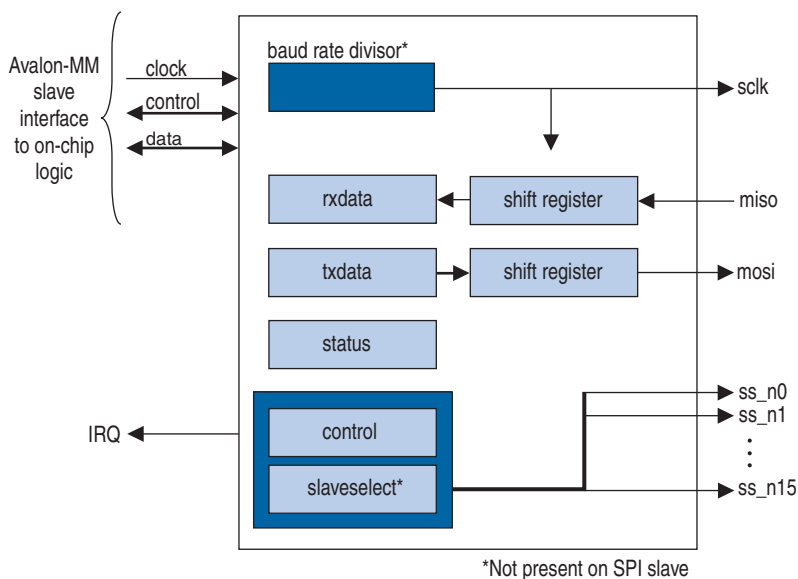 Avalon-MM
slave
interface
to on-chip
logic
clock
control
data
baud rate divisor*
sclk
rxdata
shift register
miso
txdata
shift register
mosi
status
IRQ
control
slaveselect*
ss_n0
ss_n1
ss_n15
*Not present on SPI slave